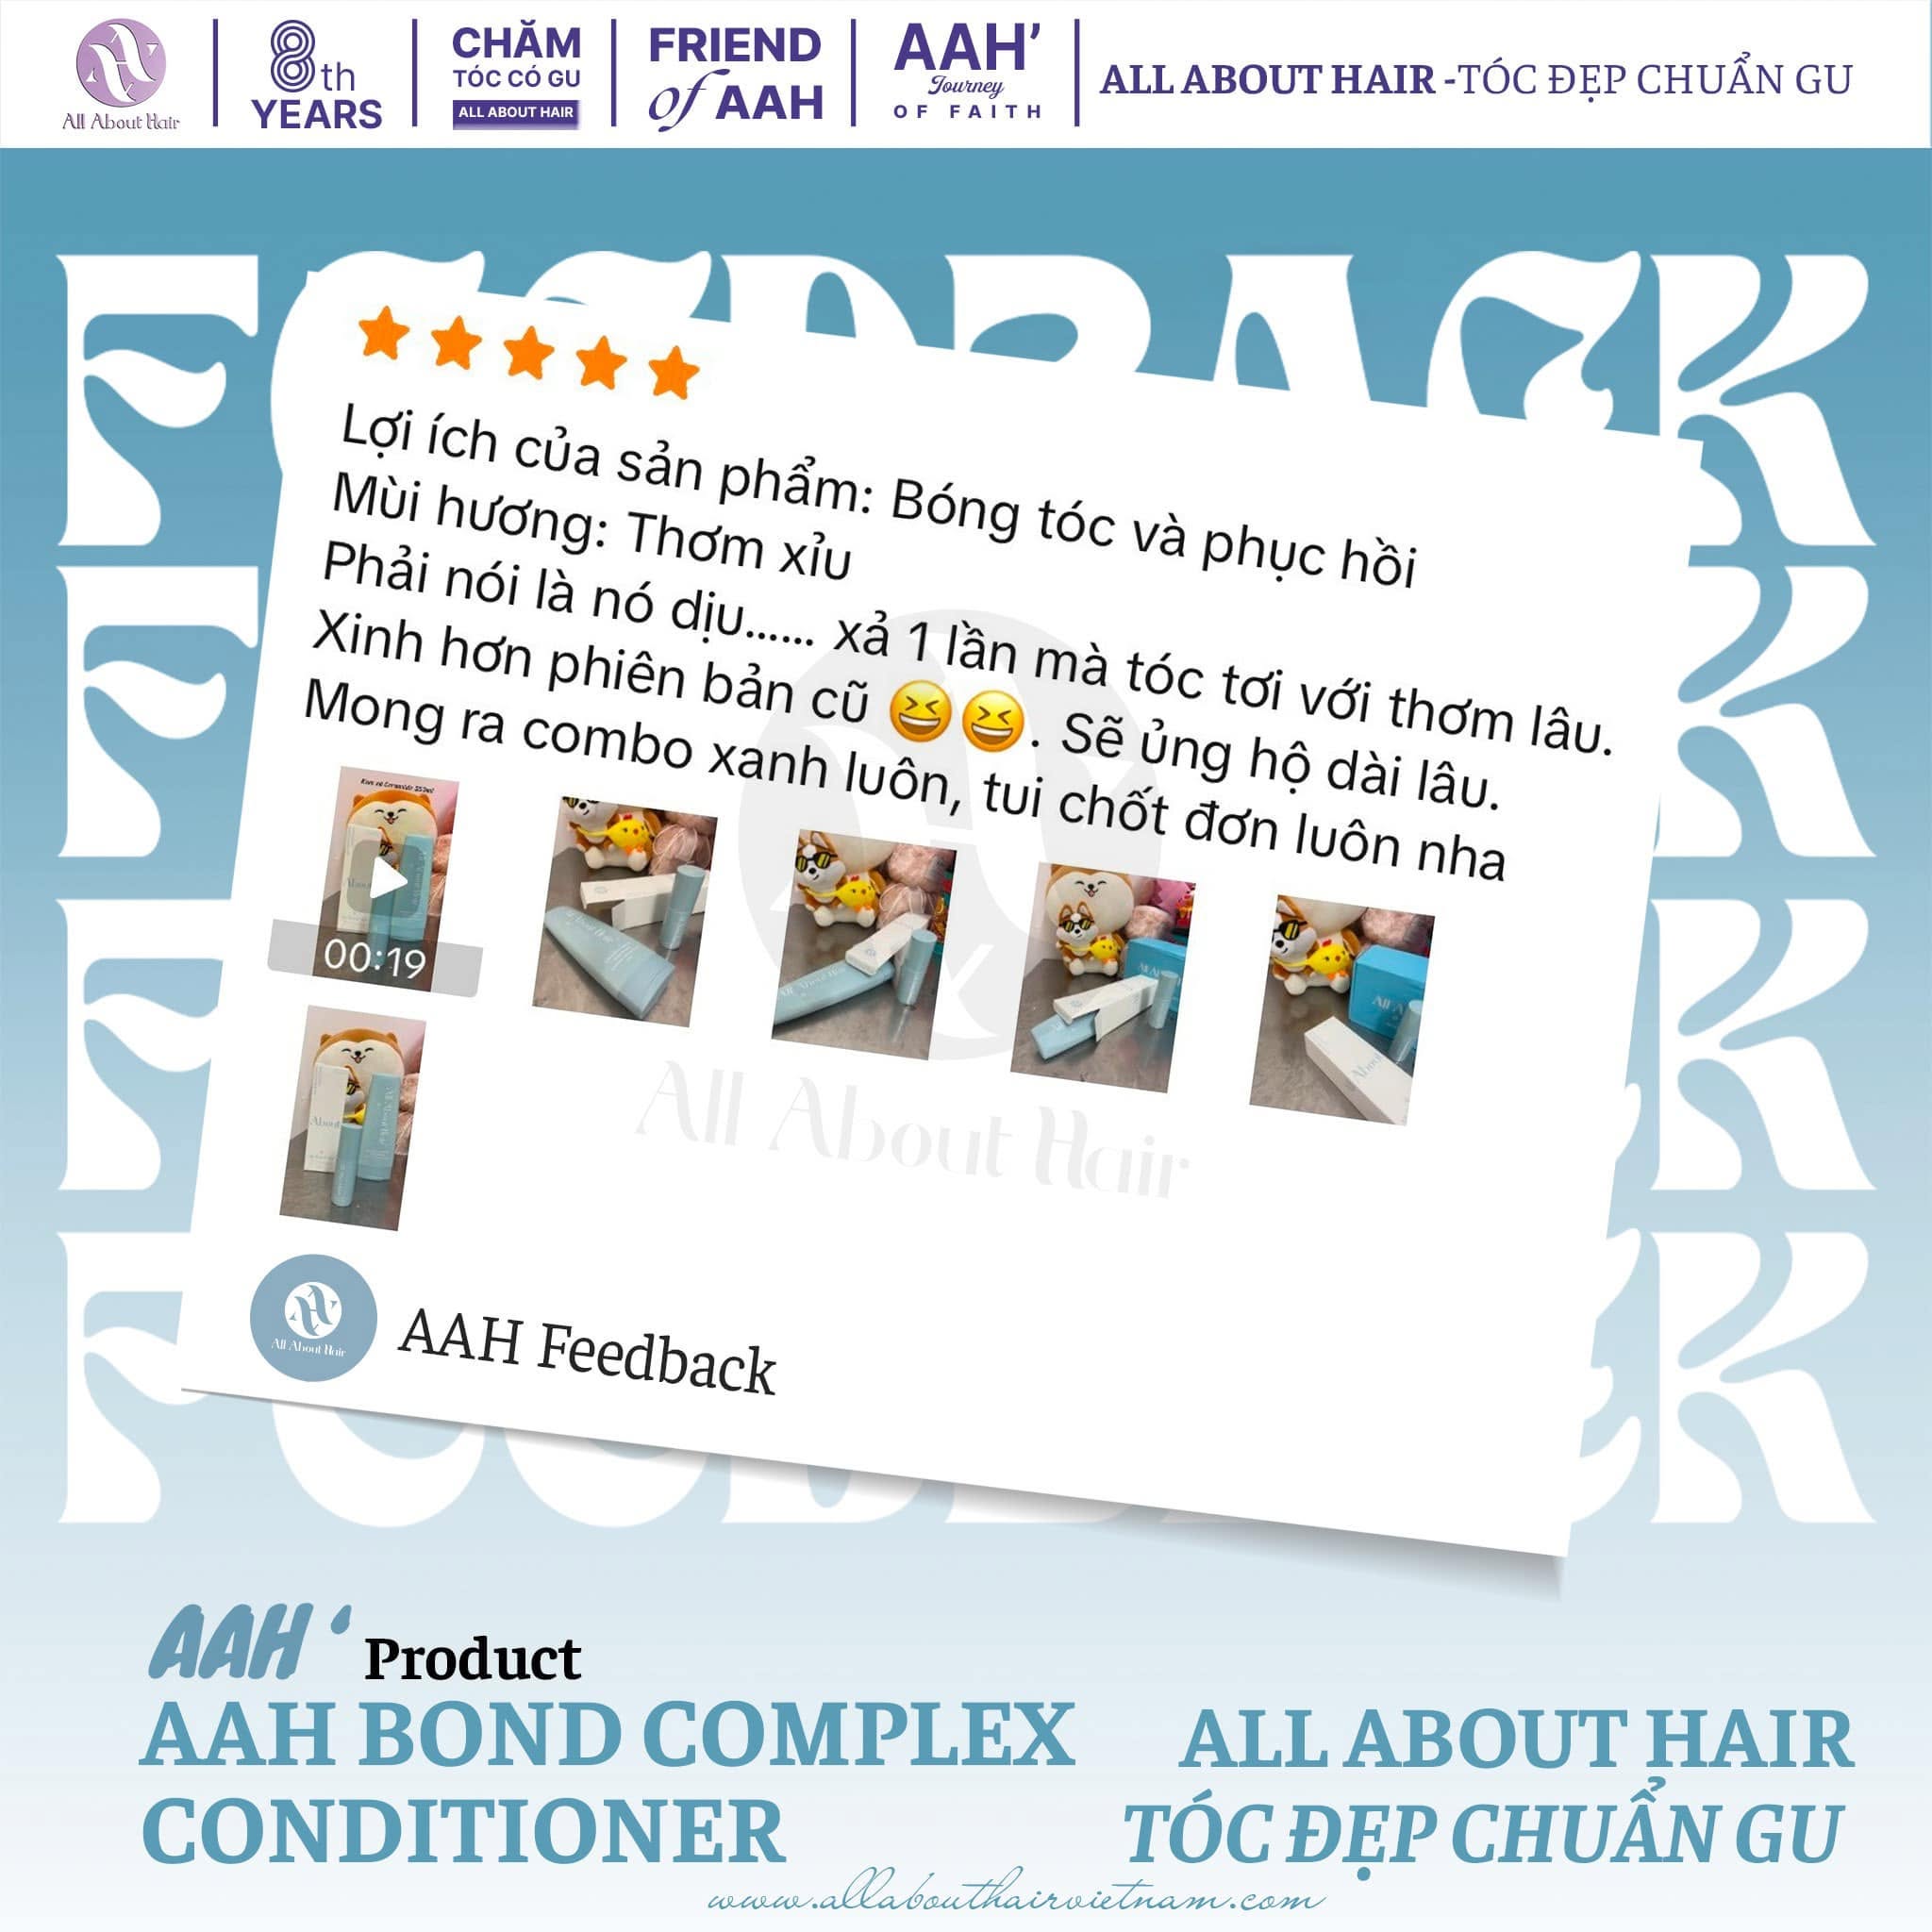 All About Hair
8th
YEARS
CHĂM
TÓC CÓ GU
ALL ABOUT HAIR
FRIEND
of AAH
AAH’
Journey
OF FAITH
ALL ABOUT HAIR -TÓC ĐẸP CHUẨN GU
FEEDBACK
Lợi ích của sản phẩm: Bóng tóc và phục hồi
Mùi hương: Thơm xỉu
Phải nói là nó dịu...... xả 1 lần mà tóc tơi với thơm lâu.
Xinh hơn phiên bản cũ 😆😆. Sẽ ủng hộ dài lâu.
Mong ra combo xanh luôn, tui chốt đơn luôn nha
00:19
All About Hair
All About Hair
AAH Feedback
AAH ‘ Product
AAH BOND COMPLEX
CONDITIONER
ALL ABOUT HAIR
TÓC ĐẸP CHUẨN GU
www.allabouthairvietnam.com